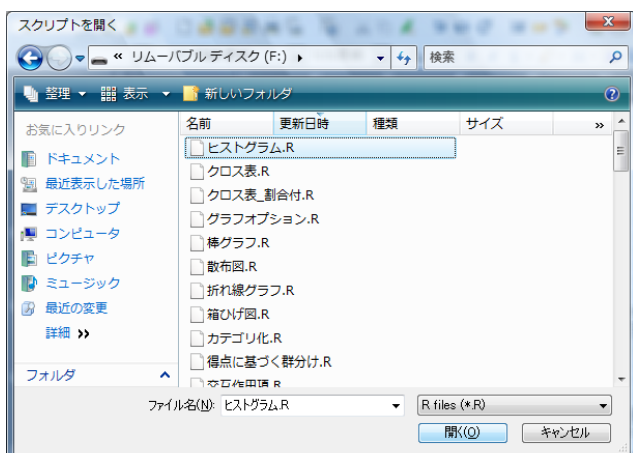 スクリプトを開く
« リムーバブル ディスク (F:)
検索
整理
表示
新しいフォルダ
お気に入りリンク
ドキュメント
最近表示した場所
デスクトップ
コンピュータ
ピクチャ
ミュージック
最近の変更
詳細 »
フォルダ
名前 更新日時 種類 サイズ »
ヒストグラム.R
クロス表.R
クロス表_割合付.R
グラフオプション.R
棒グラフ.R
散布図.R
折れ線グラフ.R
箱ひげ図.R
カテゴリ化.R
得点に基づく群分け.R
交互作用項.R
ファイル名(N): ヒストグラム.R
R files (*.R)
開く(O)
キャンセル